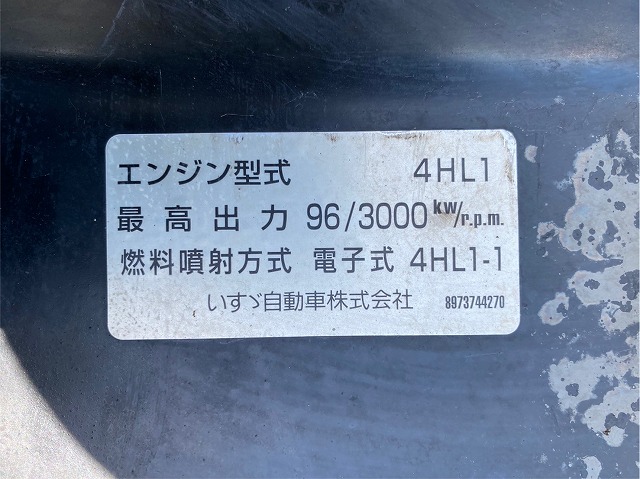 エンジン型式 4HL1
最高出力 96/3000 kw/r.p.m.
燃料噴射方式 電子式 4HL1-1
いすゞ自動車株式会社 8973744270